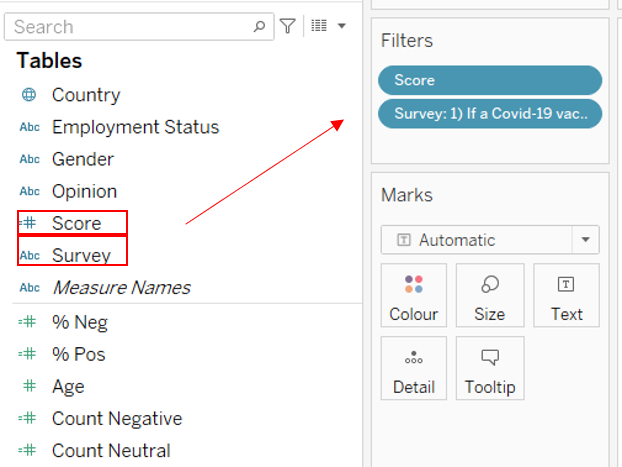 Search
Tables
Country
Abc Employment Status
Abc Gender
Abc Opinion
=# Score
Abc Survey
Abc Measure Names
=# % Neg
=# % Pos
# Age
=# Count Negative
=# Count Neutral
Filters
Score
Survey: 1) If a Covid-19 vac..
Marks
T Automatic
Colour
Size
T
Text
Detail
Tooltip